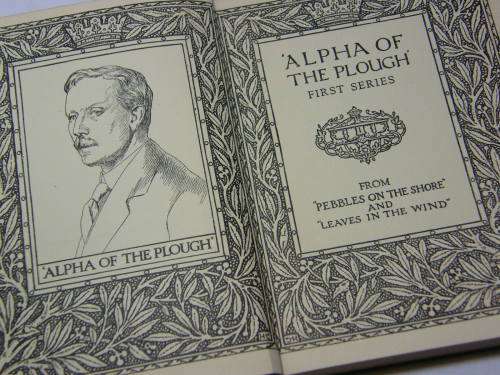 'ALPHA OF THE PLOUGH'
'ALPHA OF
THE PLOUGH'
FIRST SERIES
FROM
"PEBBLES ON THE SHORE"
AND
"LEAVES IN THE WIND"